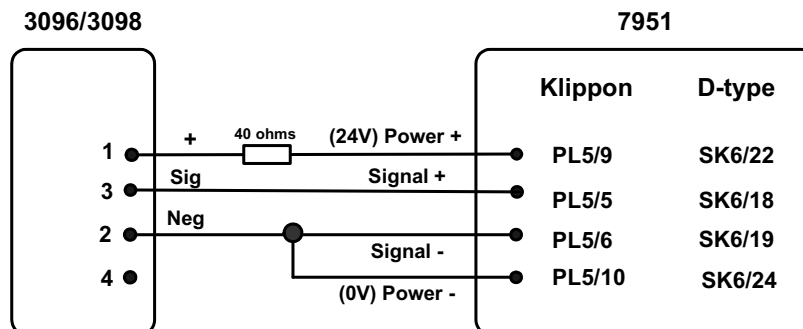 3096/3098 7951
Klippon D-type
1 + 40 ohms (24V) Power + PL5/9 SK6/22
3 Sig Signal + PL5/5 SK6/18
2 Neg Signal - PL5/6 SK6/19
4 (0V) Power - PL5/10 SK6/24